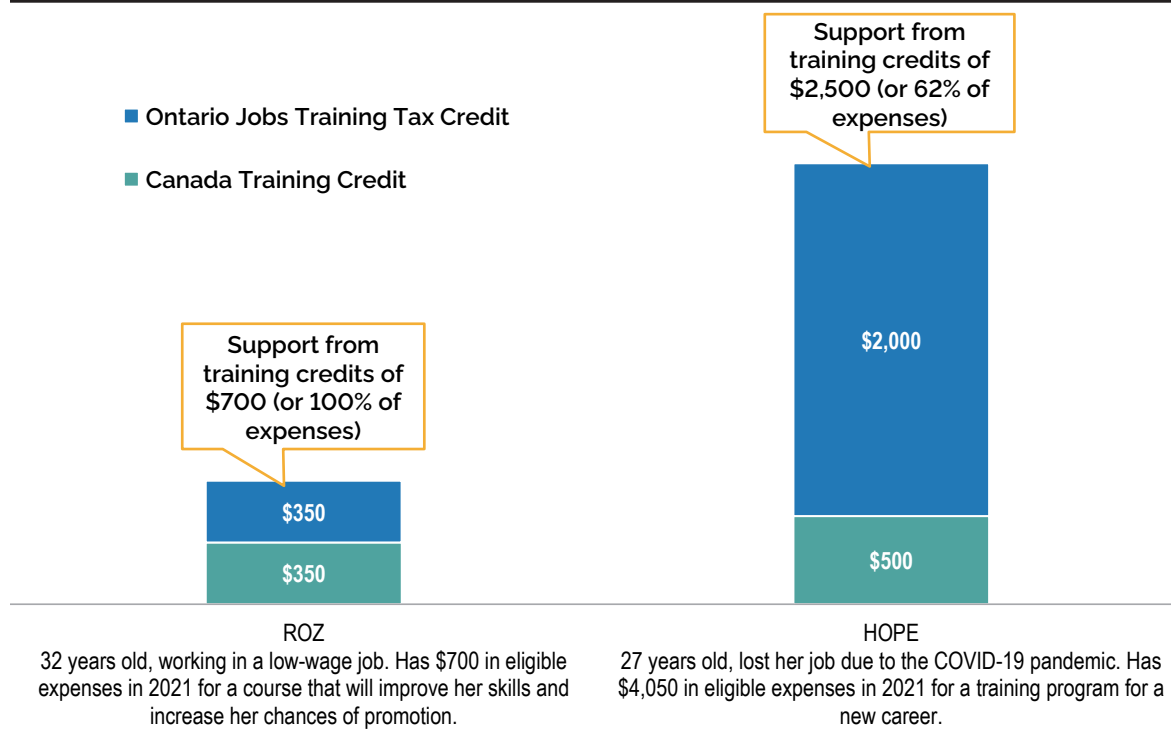 Support from
training credits of
$2,500 (or 62% of
expenses)
Ontario Jobs Training Tax Credit
Canada Training Credit
Support from
training credits of
$700 (or 100% of
expenses)
$2,000
$350
$350
$500
ROZ
32 years old, working in a low-wage job. Has $700 in eligible
expenses in 2021 for a course that will improve her skills and
increase her chances of promotion.
HOPE
27 years old, lost her job due to the COVID-19 pandemic. Has
$4,050 in eligible expenses in 2021 for a training program for a
new career.